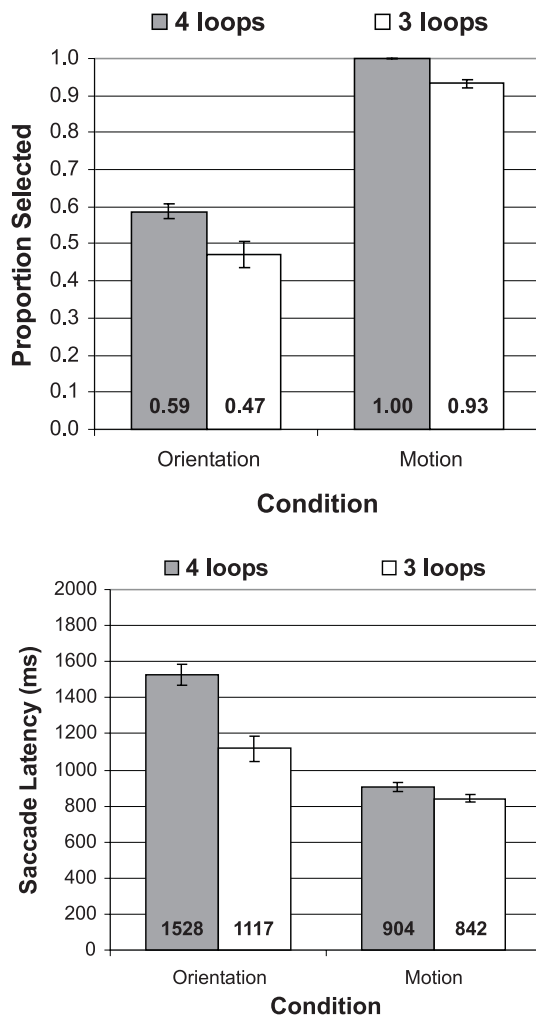 4 loops 3 loops
Proportion Selected
1.0
0.9
0.8
0.7
0.6
0.5
0.4
0.3
0.2
0.1
0.0
0.59 0.47 1.00 0.93
Orientation Motion
Condition
4 loops 3 loops
Saccade Latency (ms)
2000
1800
1600
1400
1200
1000
800
600
400
200
0
1528 1117 904 842
Orientation Motion
Condition